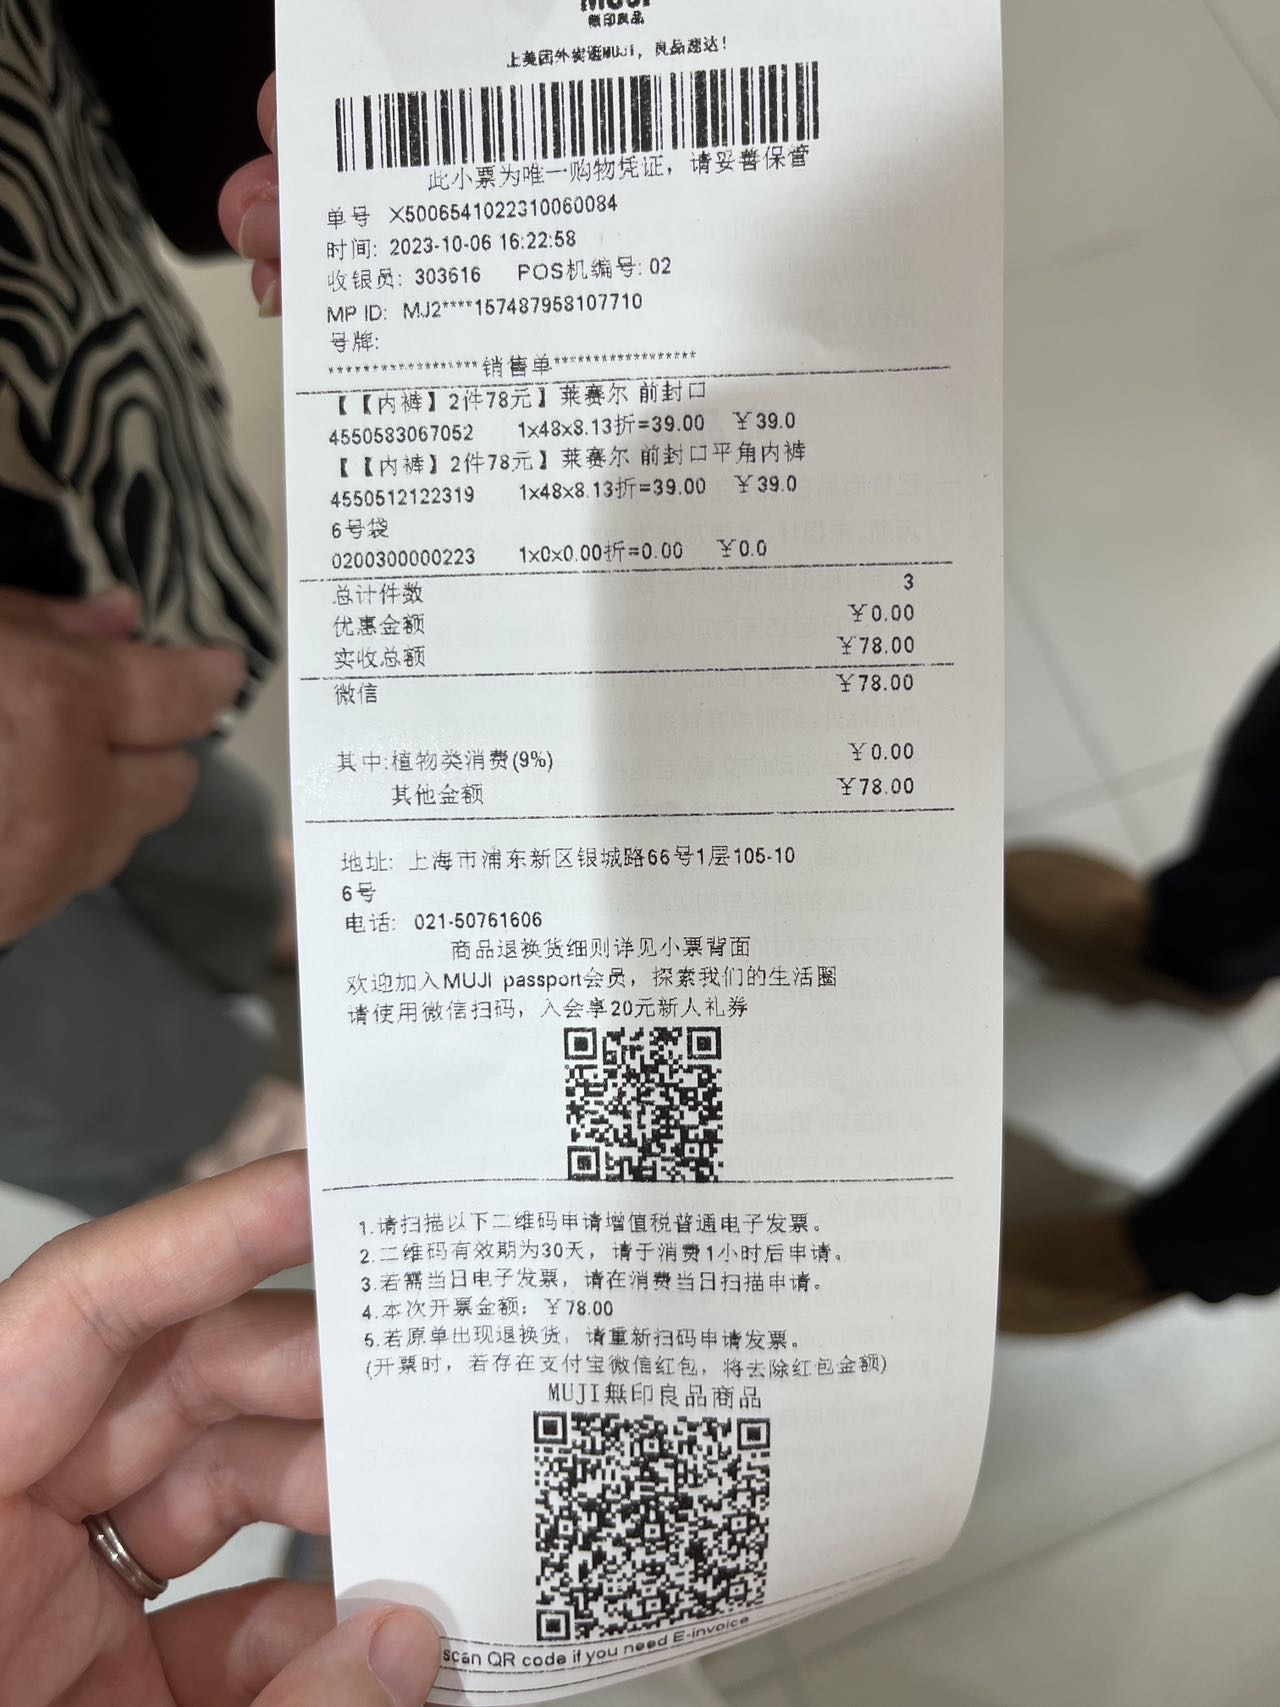 MUJI
無印良品
上美团外卖逛MUJI，良品速达！
此小票为唯一购物凭证，请妥善保管
单号 X5006541022310060084
时间: 2023-10-06 16:22:58
收银员: 303616 POS机编号: 02
MP ID: MJ2****157487958107710
号牌:
******************销售单******************
【【内裤】2件78元】莱赛尔 前封口
4550583067052 1x48x8.13折=39.00 ￥39.0
【【内裤】2件78元】莱赛尔 前封口平角内裤
4550512122319 1x48x8.13折=39.00 ￥39.0
6号袋
0200300000223 1x0x0.00折=0.00 ￥0.0
总计件数 3
优惠金额 ￥0.00
实收总额 ￥78.00
微信 ￥78.00
其中:植物类消费(9%) ￥0.00
其他金额 ￥78.00
地址: 上海市浦东新区银城路66号1层105-10
6号
电话: 021-50761606
商品退换货细则详见小票背面
欢迎加入MUJI passport会员，探索我们的生活圈
请使用微信扫码，入会享20元新人礼券
1.请扫描以下二维码申请增值税普通电子发票。
2.二维码有效期为30天，请于消费1小时后申请。
3.若需当日电子发票，请在消费当日扫描申请。
4.本次开票金额：￥78.00
5.若原单出现退换货，请重新扫码申请发票。
(开票时，若存在支付宝微信红包，将去除红包金额)
MUJI無印良品商品
scan QR code if you need E-invoice